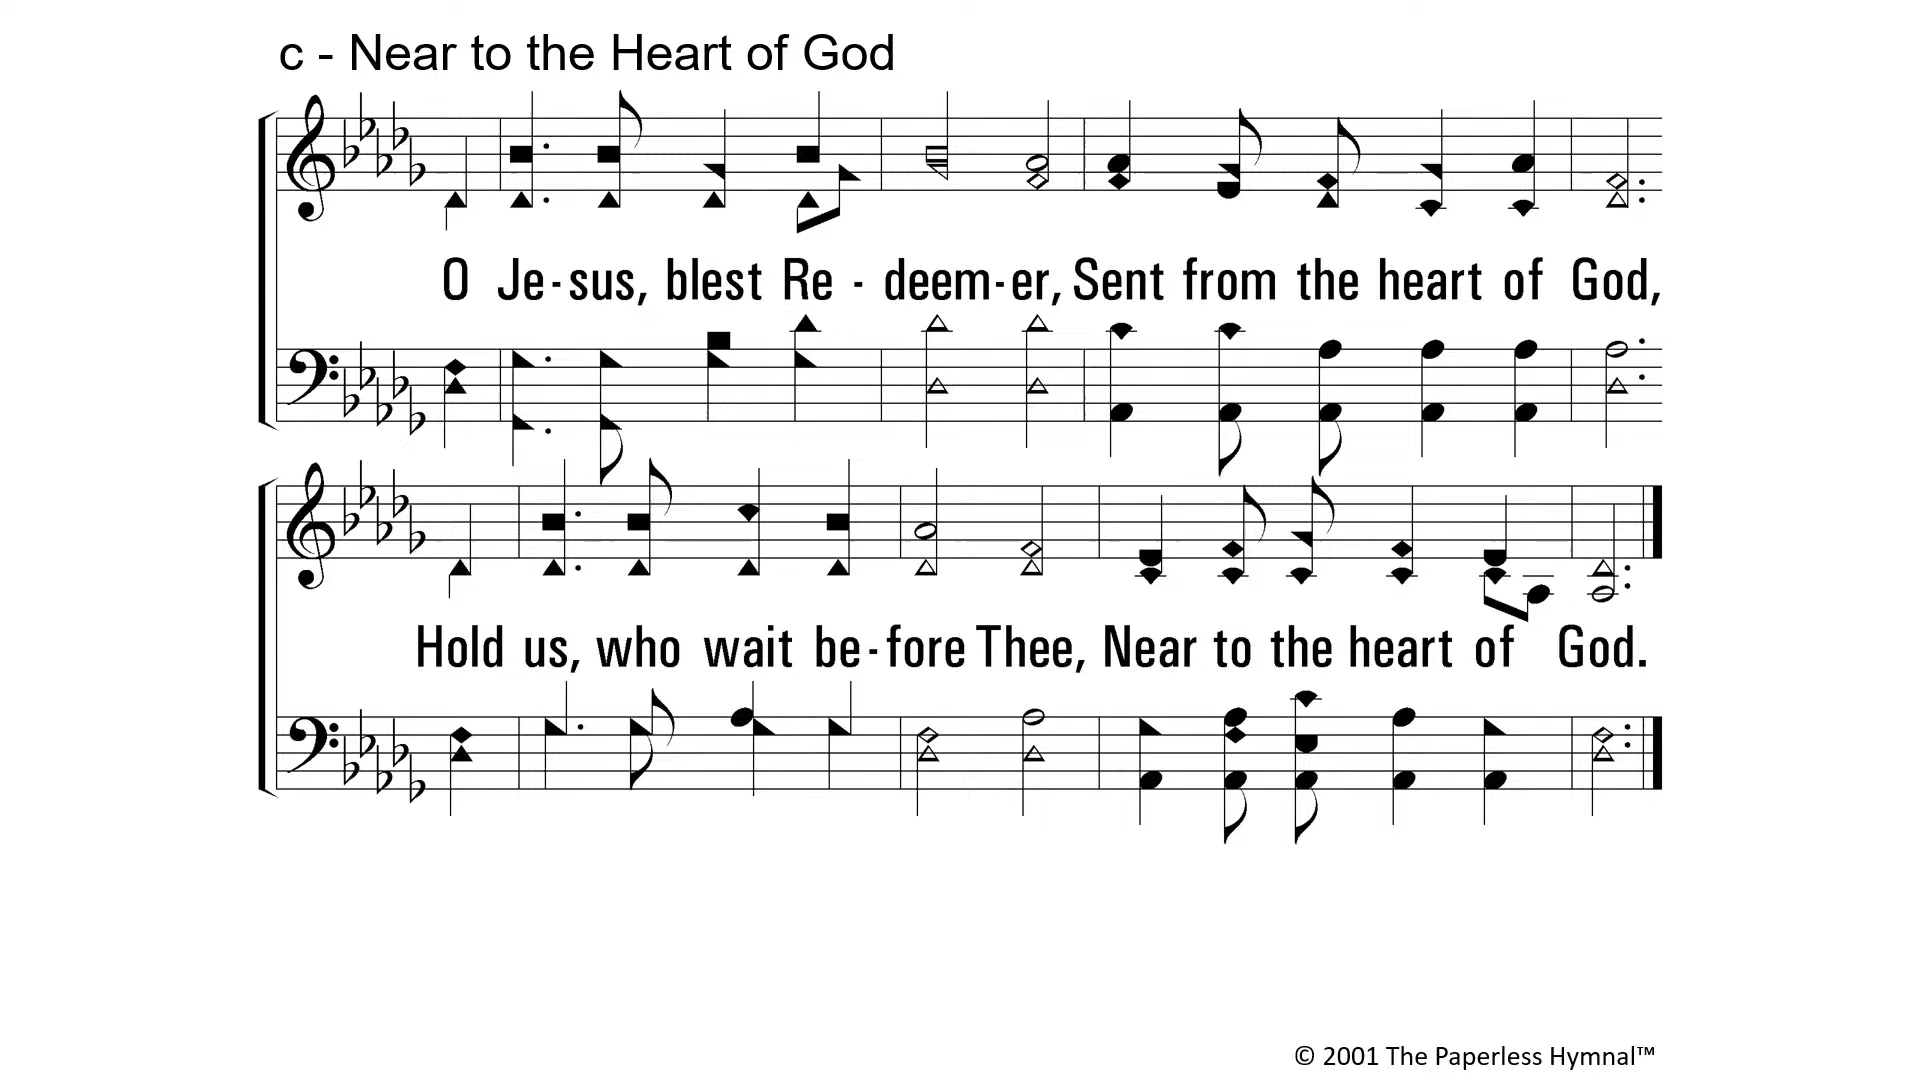 c - Near to the Heart of God
O Je-sus, blest Re - deem-er, Sent from the heart of God,
Hold us, who wait be-fore Thee, Near to the heart of God.
© 2001 The Paperless Hymnal™